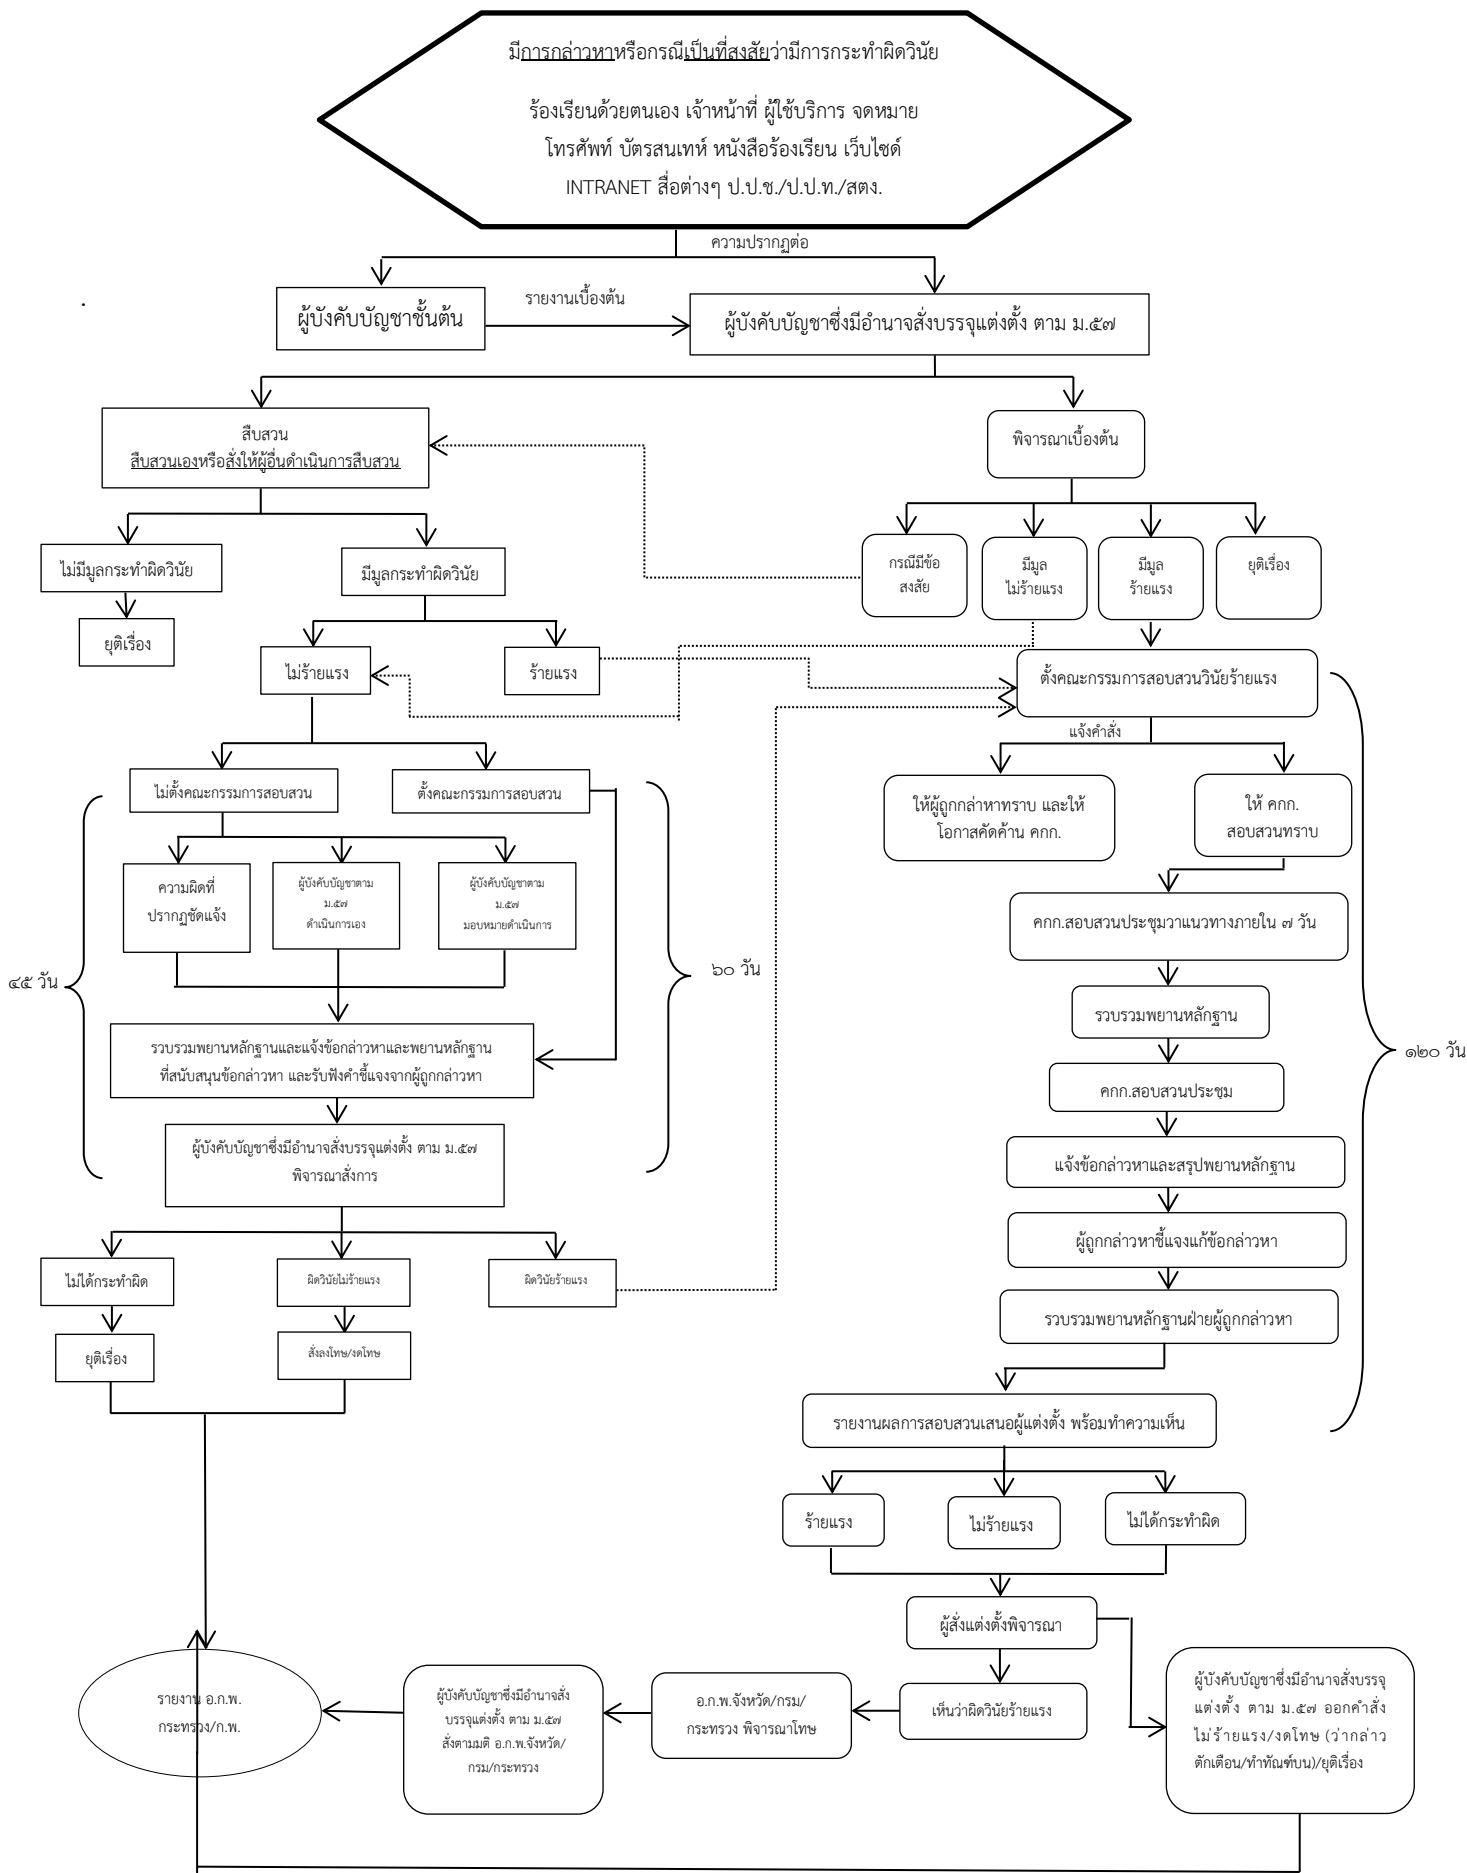 มีการกล่าวหาหรือกรณีเป็นที่สงสัยว่ามีการกระทำผิดวินัย
ร้องเรียนด้วยตนเอง เจ้าหน้าที่ ผู้ใช้บริการ จดหมาย
โทรศัพท์ บัตรสนเทห์ หนังสือร้องเรียน เว็บไซด์
INTRANET สื่อต่างๆ ป.ป.ช./ป.ป.ท./สตง.
ความปรากฏต่อ
ผู้บังคับบัญชาชั้นต้น
รายงานเบื้องต้น
ผู้บังคับบัญชาซึ่งมีอำนาจสั่งบรรจุแต่งตั้ง ตาม ม.๕๗
สืบสวน
สืบสวนเองหรือสั่งให้ผู้อื่นดำเนินการสืบสวน
พิจารณาเบื้องต้น
ไม่มีมูลกระทำผิดวินัย
มีมูลกระทำผิดวินัย
กรณีมีข้อ
สงสัย
มีมูล
ไม่ร้ายแรง
มีมูล
ร้ายแรง
ยุติเรื่อง
ยุติเรื่อง
ไม่ร้ายแรง
ร้ายแรง
ตั้งคณะกรรมการสอบสวนวินัยร้ายแรง
แจ้งคำสั่ง
ไม่ตั้งคณะกรรมการสอบสวน
ตั้งคณะกรรมการสอบสวน
ให้ผู้ถูกกล่าหาทราบ และให้
โอกาสคัดค้าน คกก.
ให้ คกก.
สอบสวนทราบ
ความผิดที่
ปรากฏชัดแจ้ง
ผู้บังคับบัญชาตาม
ม.๕๗
ดำเนินการเอง
ผู้บังคับบัญชาตาม
ม.๕๗
มอบหมายดำเนินการ
คกก.สอบสวนประชุมวาแนวทางภายใน ๗ วัน
๔๕ วัน
๖๐ วัน
รวบรวมพยานหลักฐาน
๑๒๐ วัน
รวบรวมพยานหลักฐานและแจ้งข้อกล่าวหาและพยานหลักฐาน
ที่สนับสนุนข้อกล่าวหา และรับฟังคำชี้แจงจากผู้ถูกกล่าวหา
คกก.สอบสวนประชุม
ผู้บังคับบัญชาซึ่งมีอำนาจสั่งบรรจุแต่งตั้ง ตาม ม.๕๗
พิจารณาสั่งการ
แจ้งข้อกล่าวหาและสรุปพยานหลักฐาน
ผู้ถูกกล่าวหาชี้แจงแก้ข้อกล่าวหา
ไม่ได้กระทำผิด
ผิดวินัยไม่ร้ายแรง
ผิดวินัยร้ายแรง
รวบรวมพยานหลักฐานฝ่ายผู้ถูกกล่าวหา
ยุติเรื่อง
สั่งลงโทษ/งดโทษ
รายงานผลการสอบสวนเสนอผู้แต่งตั้ง พร้อมทำความเห็น
ร้ายแรง
ไม่ร้ายแรง
ไม่ได้กระทำผิด
ผู้สั่งแต่งตั้งพิจารณา
รายงาน อ.ก.พ.
กระทรวง/ก.พ.
ผู้บังคับบัญชาซึ่งมีอำนาจสั่ง
บรรจุแต่งตั้ง ตาม ม.๕๗
สั่งตามมติ อ.ก.พ.จังหวัด/
กรม/กระทรวง
อ.ก.พ.จังหวัด/กรม/
กระทรวง พิจารณาโทษ
เห็นว่าผิดวินัยร้ายแรง
ผู้บังคับบัญชาซึ่งมีอำนาจสั่งบรรจุ
แต่งตั้ง ตาม ม.๕๗ ออกคำสั่ง
ไม่ร้ายแรง/งดโทษ (ว่ากล่าว
ตักเตือน/ทำทัณฑ์บน)/ยุติเรื่อง